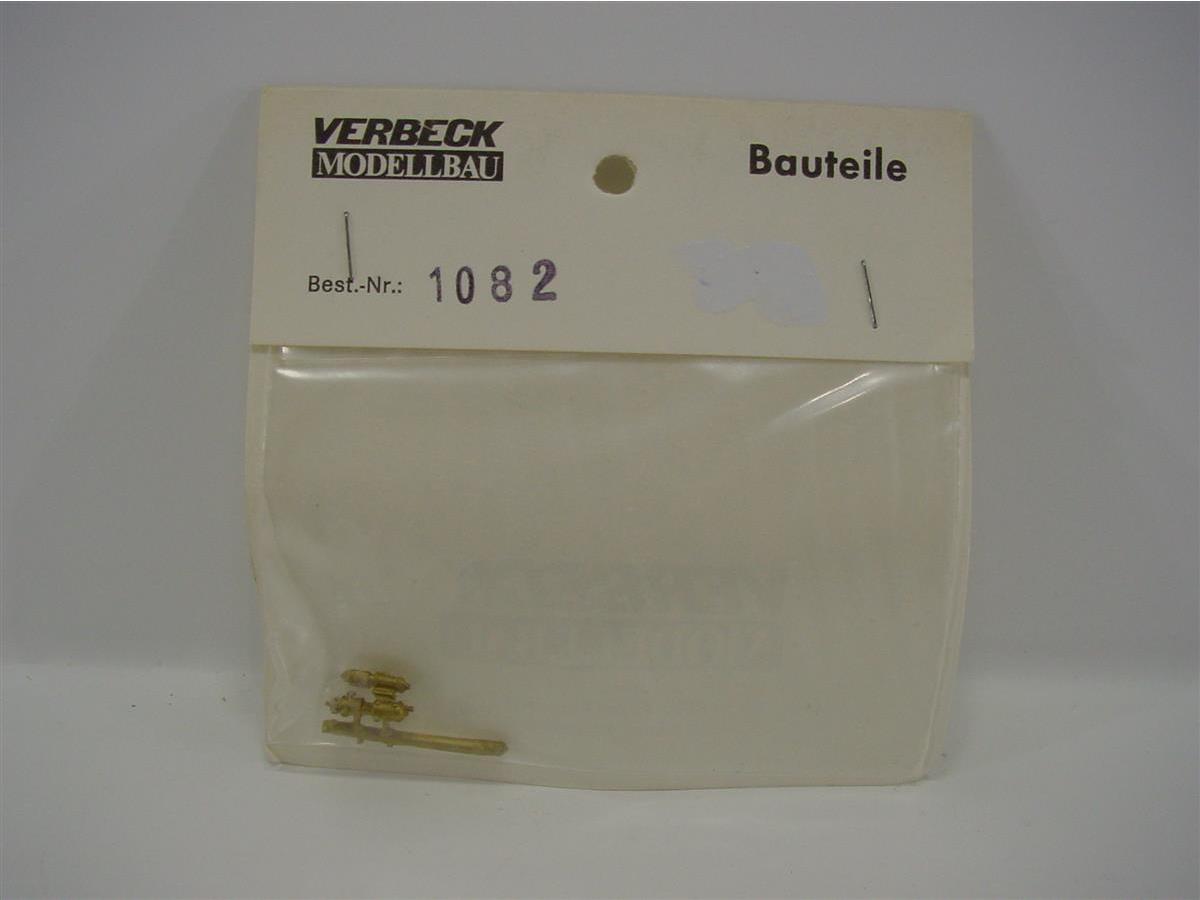 VERBECK
MODELLBAU
Bauteile
Best.-Nr.: 1082